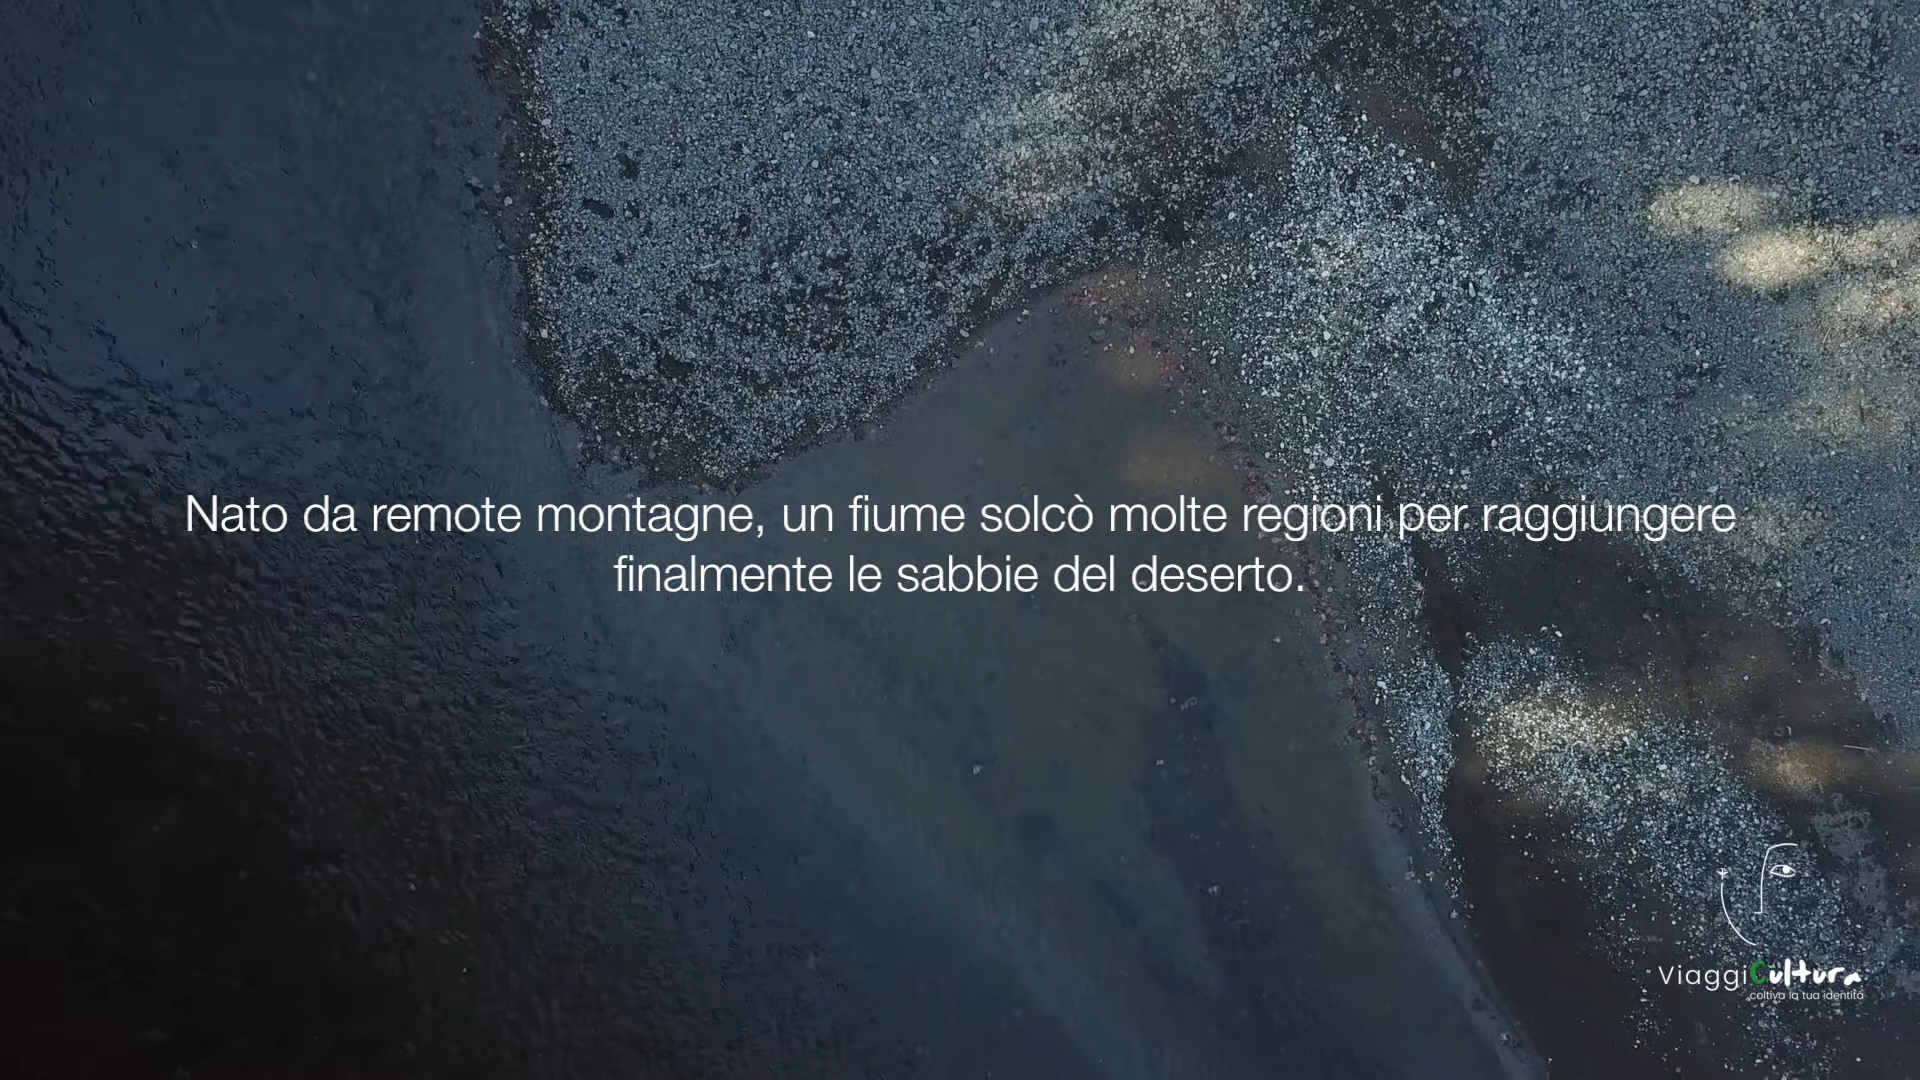 Nato da remote montagne, un fiume solcò molte regioni per raggiungere
finalmente le sabbie del deserto.
ViaggiCultura
coltiva la tua identità